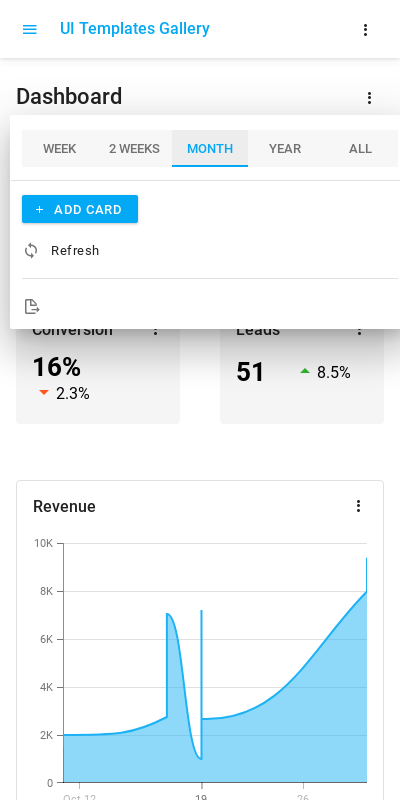 UI Templates Gallery
Dashboard
WEEK 2 WEEKS MONTH YEAR ALL
+ ADD CARD
Refresh
Conversion Leads
16% 51 8.5%
2.3%
Revenue
10K
8K
6K
4K
2K
0
Oct 12 19 26